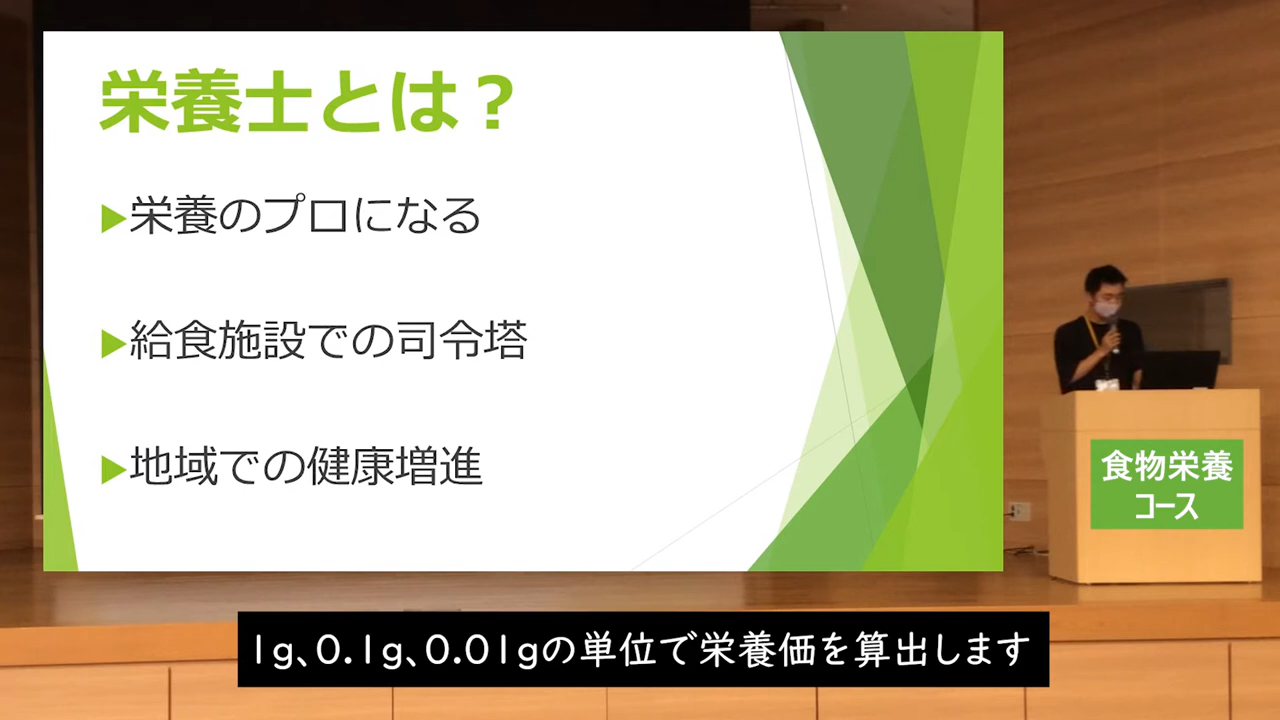 栄養士とは？
▶栄養のプロになる
▶給食施設での司令塔
▶地域での健康増進
食物栄養
コース
1g、0.1g、0.01gの単位で栄養価を算出します